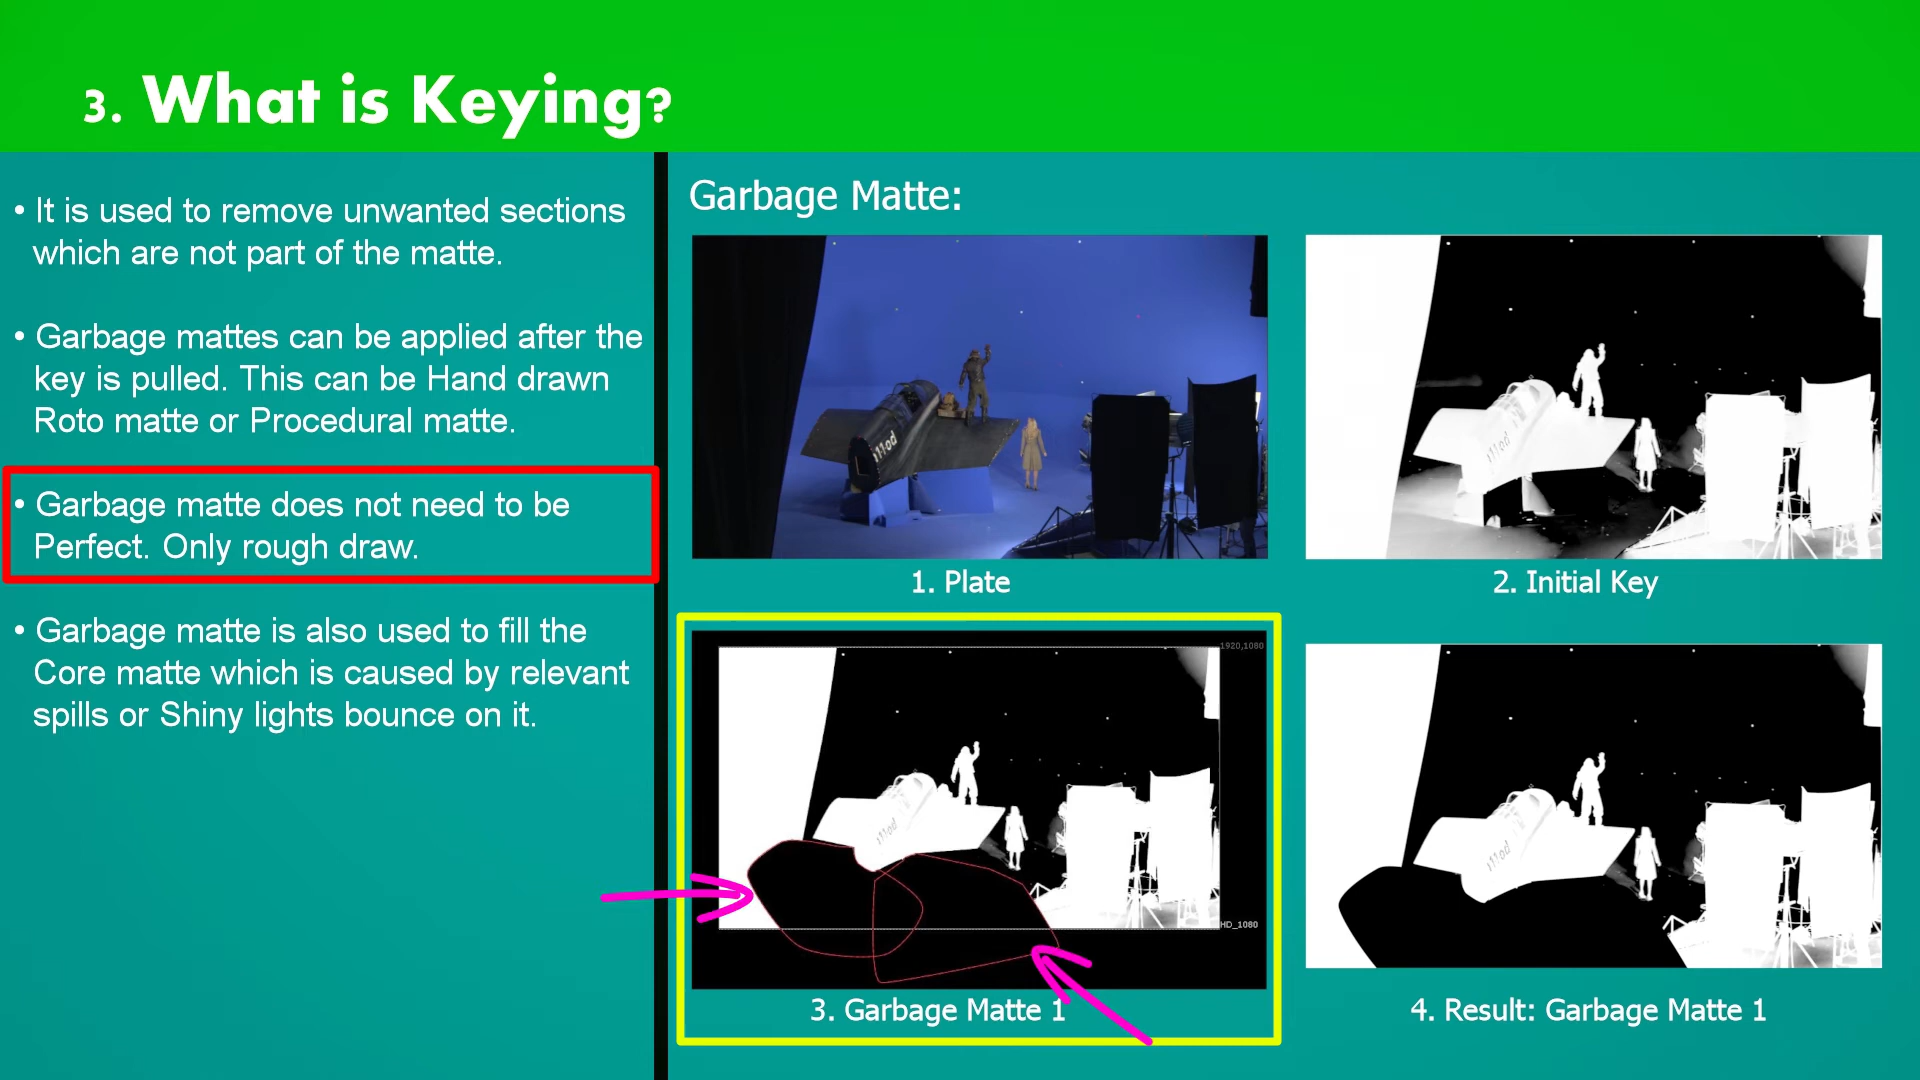 3. What is Keying?
• It is used to remove unwanted sections
which are not part of the matte.
• Garbage mattes can be applied after the
key is pulled. This can be Hand drawn
Roto matte or Procedural matte.
• Garbage matte does not need to be
Perfect. Only rough draw.
• Garbage matte is also used to fill the
Core matte which is caused by relevant
spills or Shiny lights bounce on it.
Garbage Matte:
1. Plate
2. Initial Key
1920,1080
HD_1080
3. Garbage Matte 1
4. Result: Garbage Matte 1